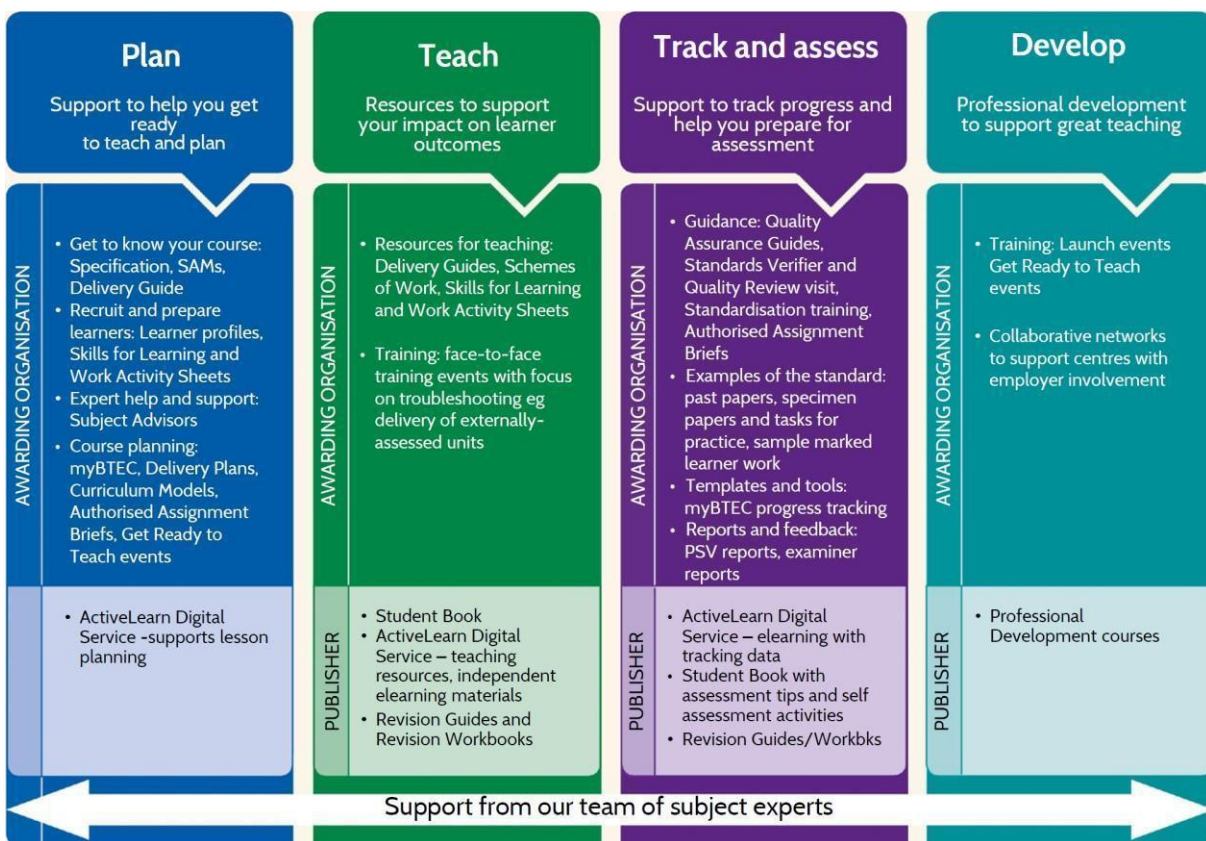 Plan
Support to help you get
ready
to teach and plan
AWARDING ORGANISATION
• Get to know your course:
Specification, SAMs,
Delivery Guide
• Recruit and prepare
learners: Learner profiles,
Skills for Learning and
Work Activity Sheets
• Expert help and support:
Subject Advisors
• Course planning:
myBTEC, Delivery Plans,
Curriculum Models,
Authorised Assignment
Briefs, Get Ready to
Teach events
• ActiveLearn Digital
Service -supports lesson
planning
Teach
Resources to support
your impact on learner
outcomes
AWARDING ORGANISATION
• Resources for teaching:
Delivery Guides, Schemes
of Work, Skills for Learning
and Work Activity Sheets
• Training: face-to-face
training events with focus
on troubleshooting eg
delivery of externally-
assessed units
PUBLISHER
• Student Book
• ActiveLearn Digital
Service – teaching
resources, independent
elearning materials
• Revision Guides and
Revision Workbooks
Track and assess
Support to track progress and
help you prepare for
assessment
AWARDING ORGANISATION
• Guidance: Quality
Assurance Guides,
Standards Verifier and
Quality Review visit,
Standardisation training,
Authorised Assignment
Briefs
• Examples of the standard:
past papers, specimen
papers and tasks for
practice, sample marked
learner work
• Templates and tools:
myBTEC progress tracking
• Reports and feedback:
PSV reports, examiner
reports
PUBLISHER
• ActiveLearn Digital
Service – elearning with
tracking data
• Student Book with
assessment tips and self
assessment activities
• Revision Guides/Workbks
Develop
Professional development
to support great teaching
AWARDING ORGANISATION
• Training: Launch events
Get Ready to Teach
events
• Collaborative networks
to support centres with
employer involvement
PUBLISHER
• Professional
Development courses
Support from our team of subject experts